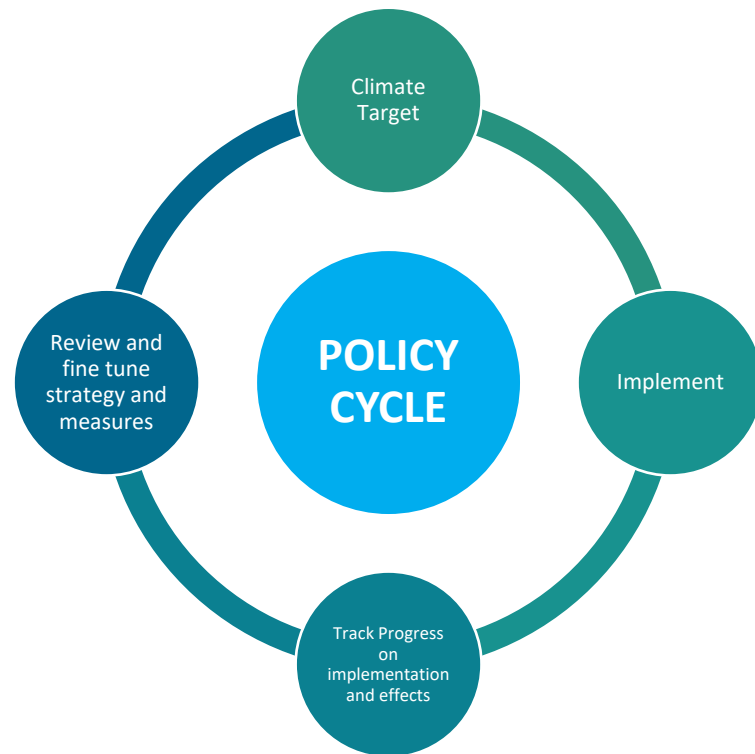 Climate
Target
Review and
fine tune
strategy and
measures
POLICY
CYCLE
Implement
Track Progress
on
implementation
and effects